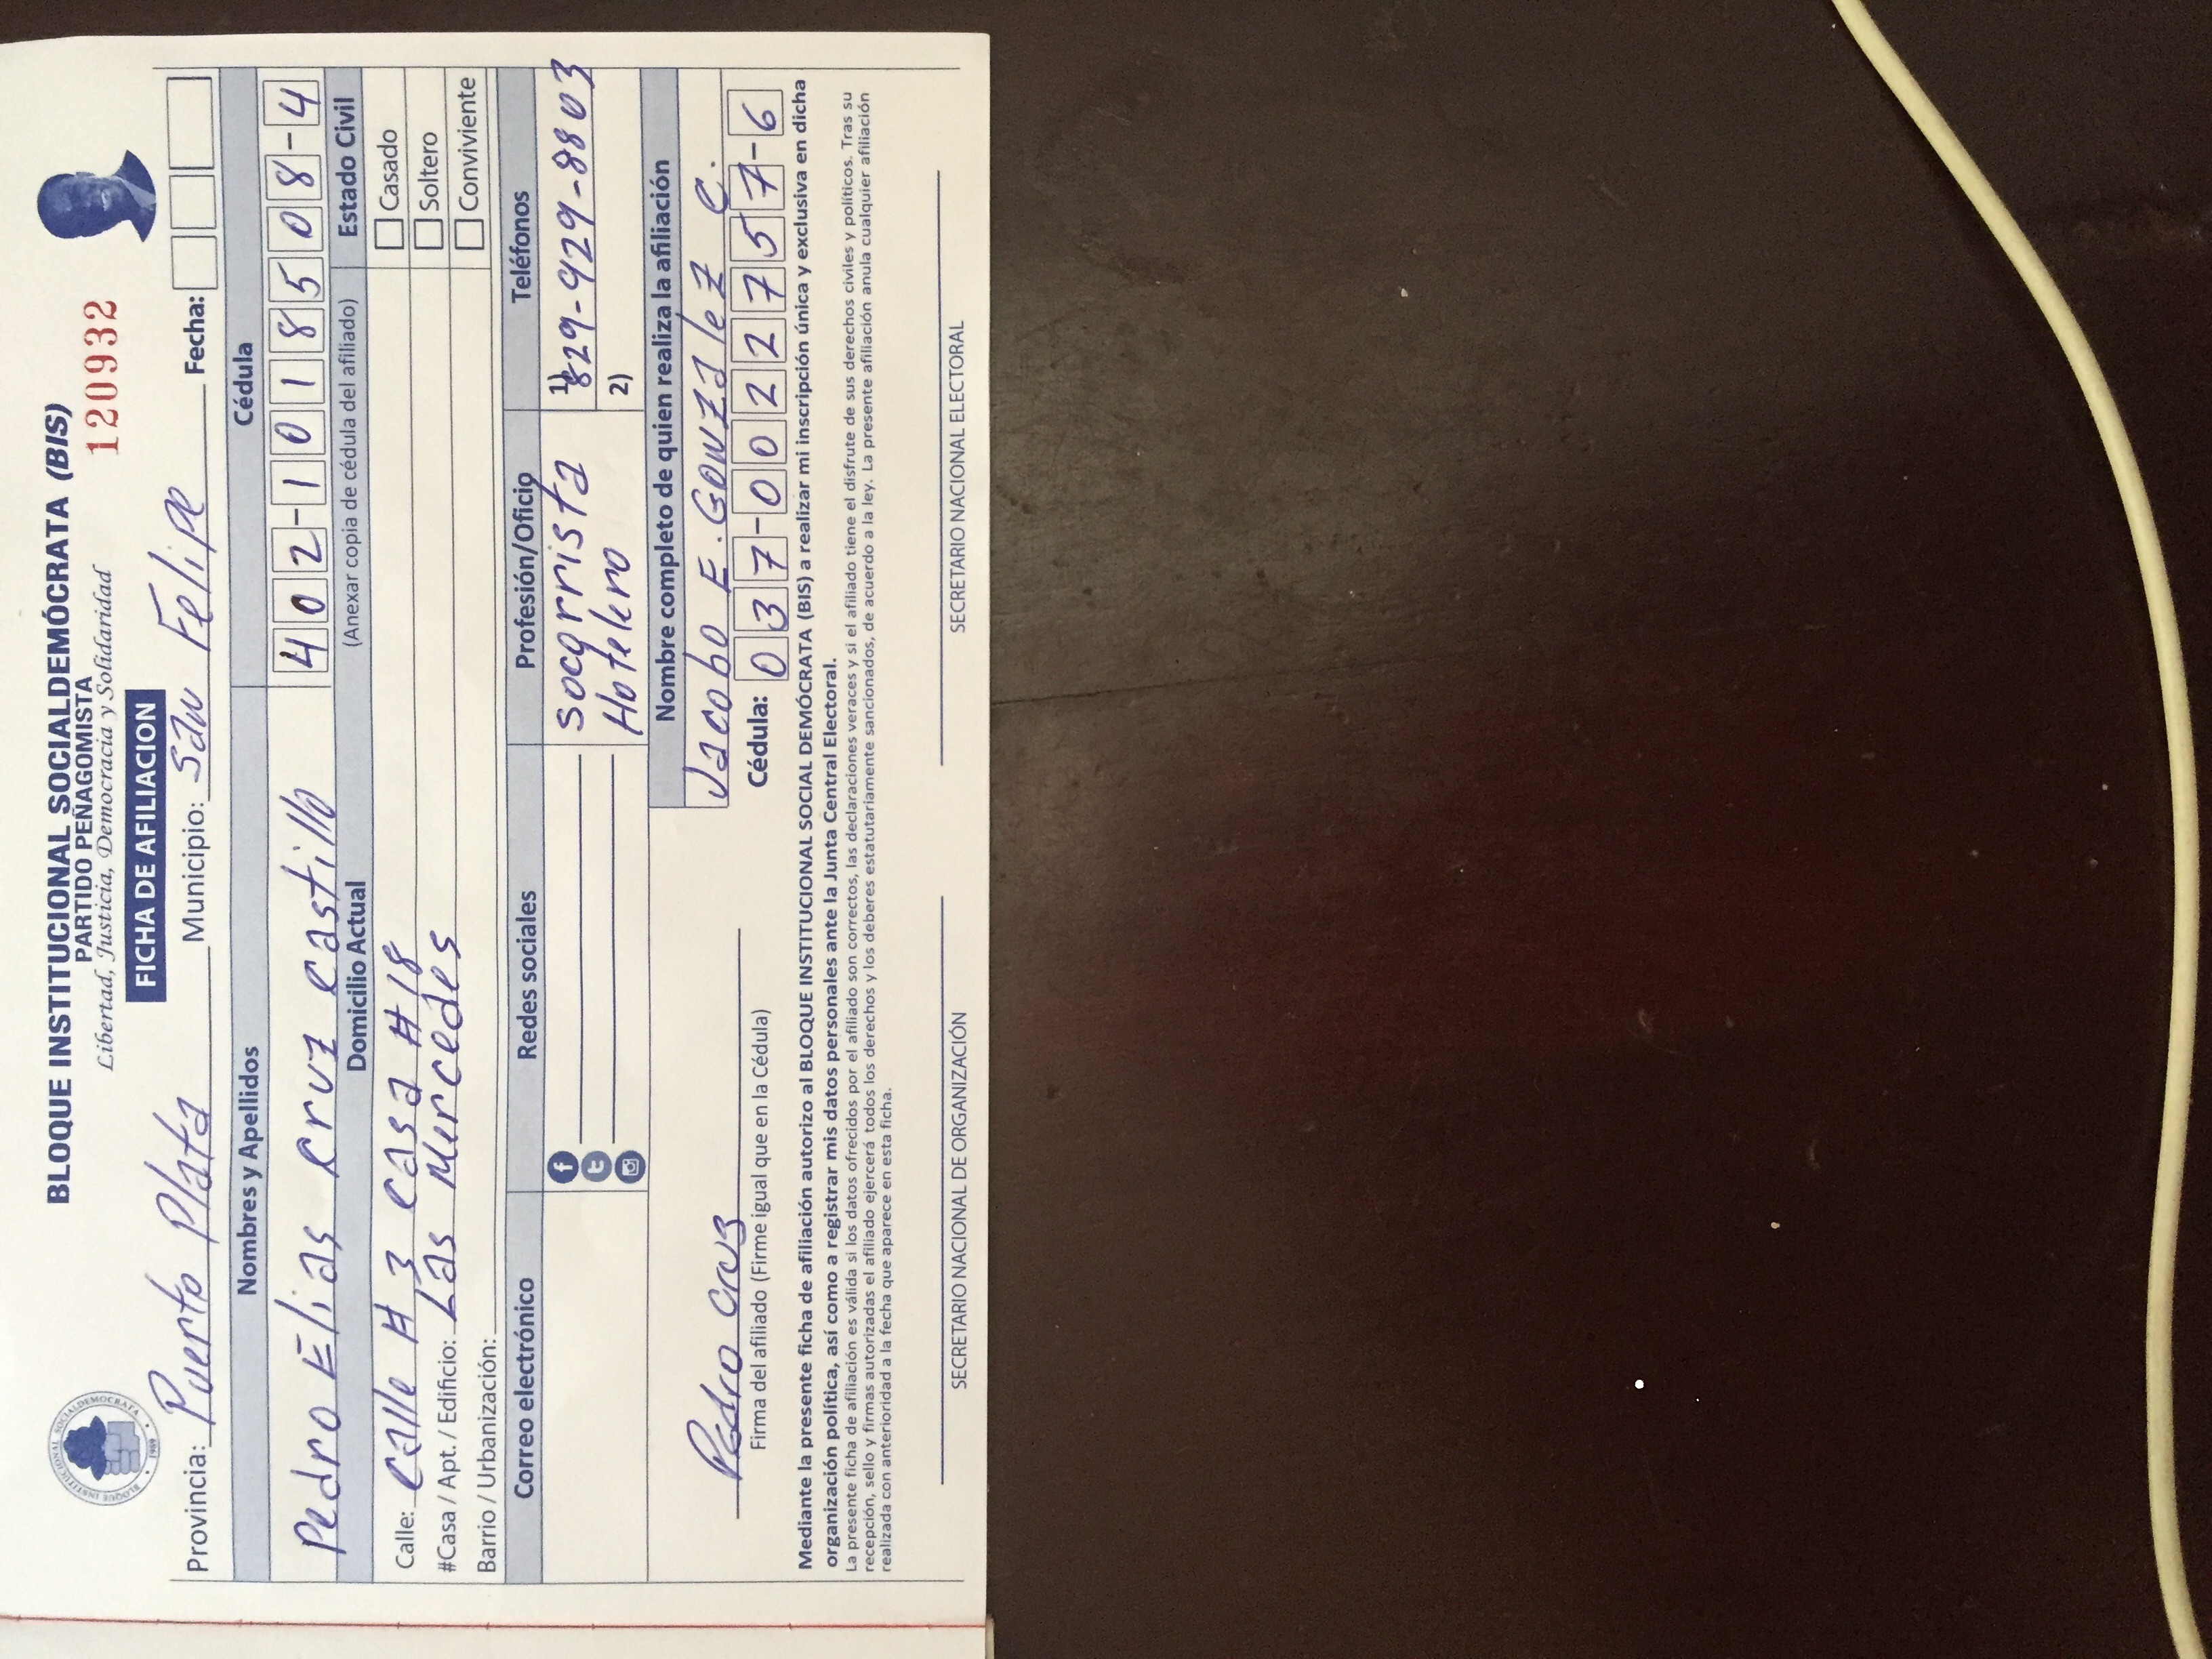 BLOQUE INSTITUCIONAL SOCIALDEMÓCRATA (BIS)
PARTIDO PEÑAGOMISTA
Libertad, Justicia, Democracia y Solidaridad
120932
FICHA DE AFILIACION
BLOQUE INSTITUCIONAL SOCIALDEMOCRATA
1989
Provincia: Puerto Plata Municipio: San Felipe Fecha:
Nombres y Apellidos Cédula
Pedro Elias cruz castillo 402-1018508-4
Domicilio Actual (Anexar copia de cédula del afiliado) Estado Civil
Calle: calle # 3 casa #18 Casado
#Casa / Apt. / Edificio: Las Mercedes Soltero
Barrio / Urbanización: Conviviente
Correo electrónico Redes sociales Profesión/Oficio Teléfonos
socorrista 1) 829-929-8803
Hotelero 2)
Nombre completo de quien realiza la afiliación
Pedro Cruz Jacobo E. Gonzalez C.
Firma del afiliado (Firme igual que en la Cédula) Cédula: 037-0022757-6
Mediante la presente ficha de afiliación autorizo al BLOQUE INSTITUCIONAL SOCIAL DEMÓCRATA (BIS) a realizar mi inscripción única y exclusiva en dicha
organización política, así como a registrar mis datos personales ante la Junta Central Electoral.
La presente ficha de afiliación es válida si los datos ofrecidos por el afiliado son correctos, las declaraciones veraces y si el afiliado tiene el disfrute de sus derechos civiles y políticos. Tras su
recepción, sello y firmas autorizadas el afiliado ejercerá todos los derechos y los deberes estatutariamente sancionados, de acuerdo a la ley. La presente afiliación anula cualquier afiliación
realizada con anterioridad a la fecha que aparece en esta ficha.
SECRETARIO NACIONAL DE ORGANIZACIÓN SECRETARIO NACIONAL ELECTORAL